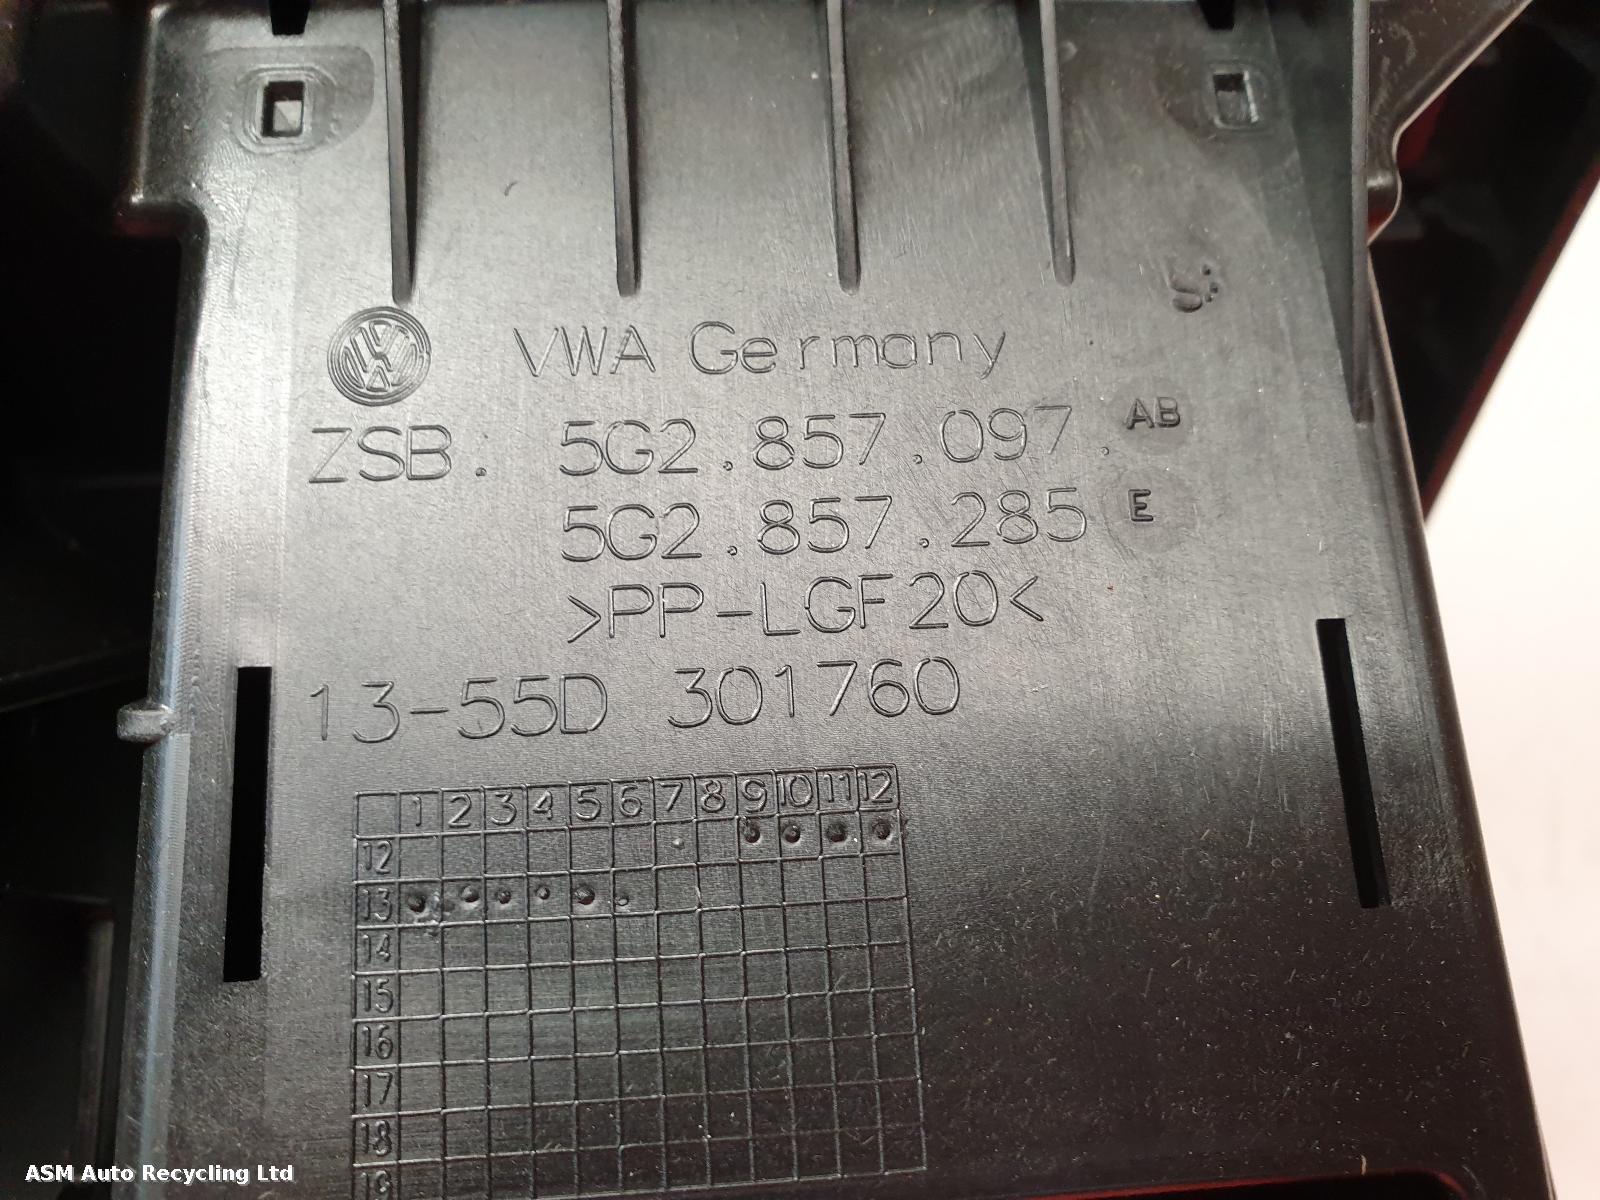 S
VWA Germany
ZSB. 5G2.857.097. AB
5G2.857.285 E
>PP-LGF20<
13-55D 301760
1 2 3 4 5 6 7 8 9 10 11 12
12
13
14
15
16
17
18
19
ASM Auto Recycling Ltd